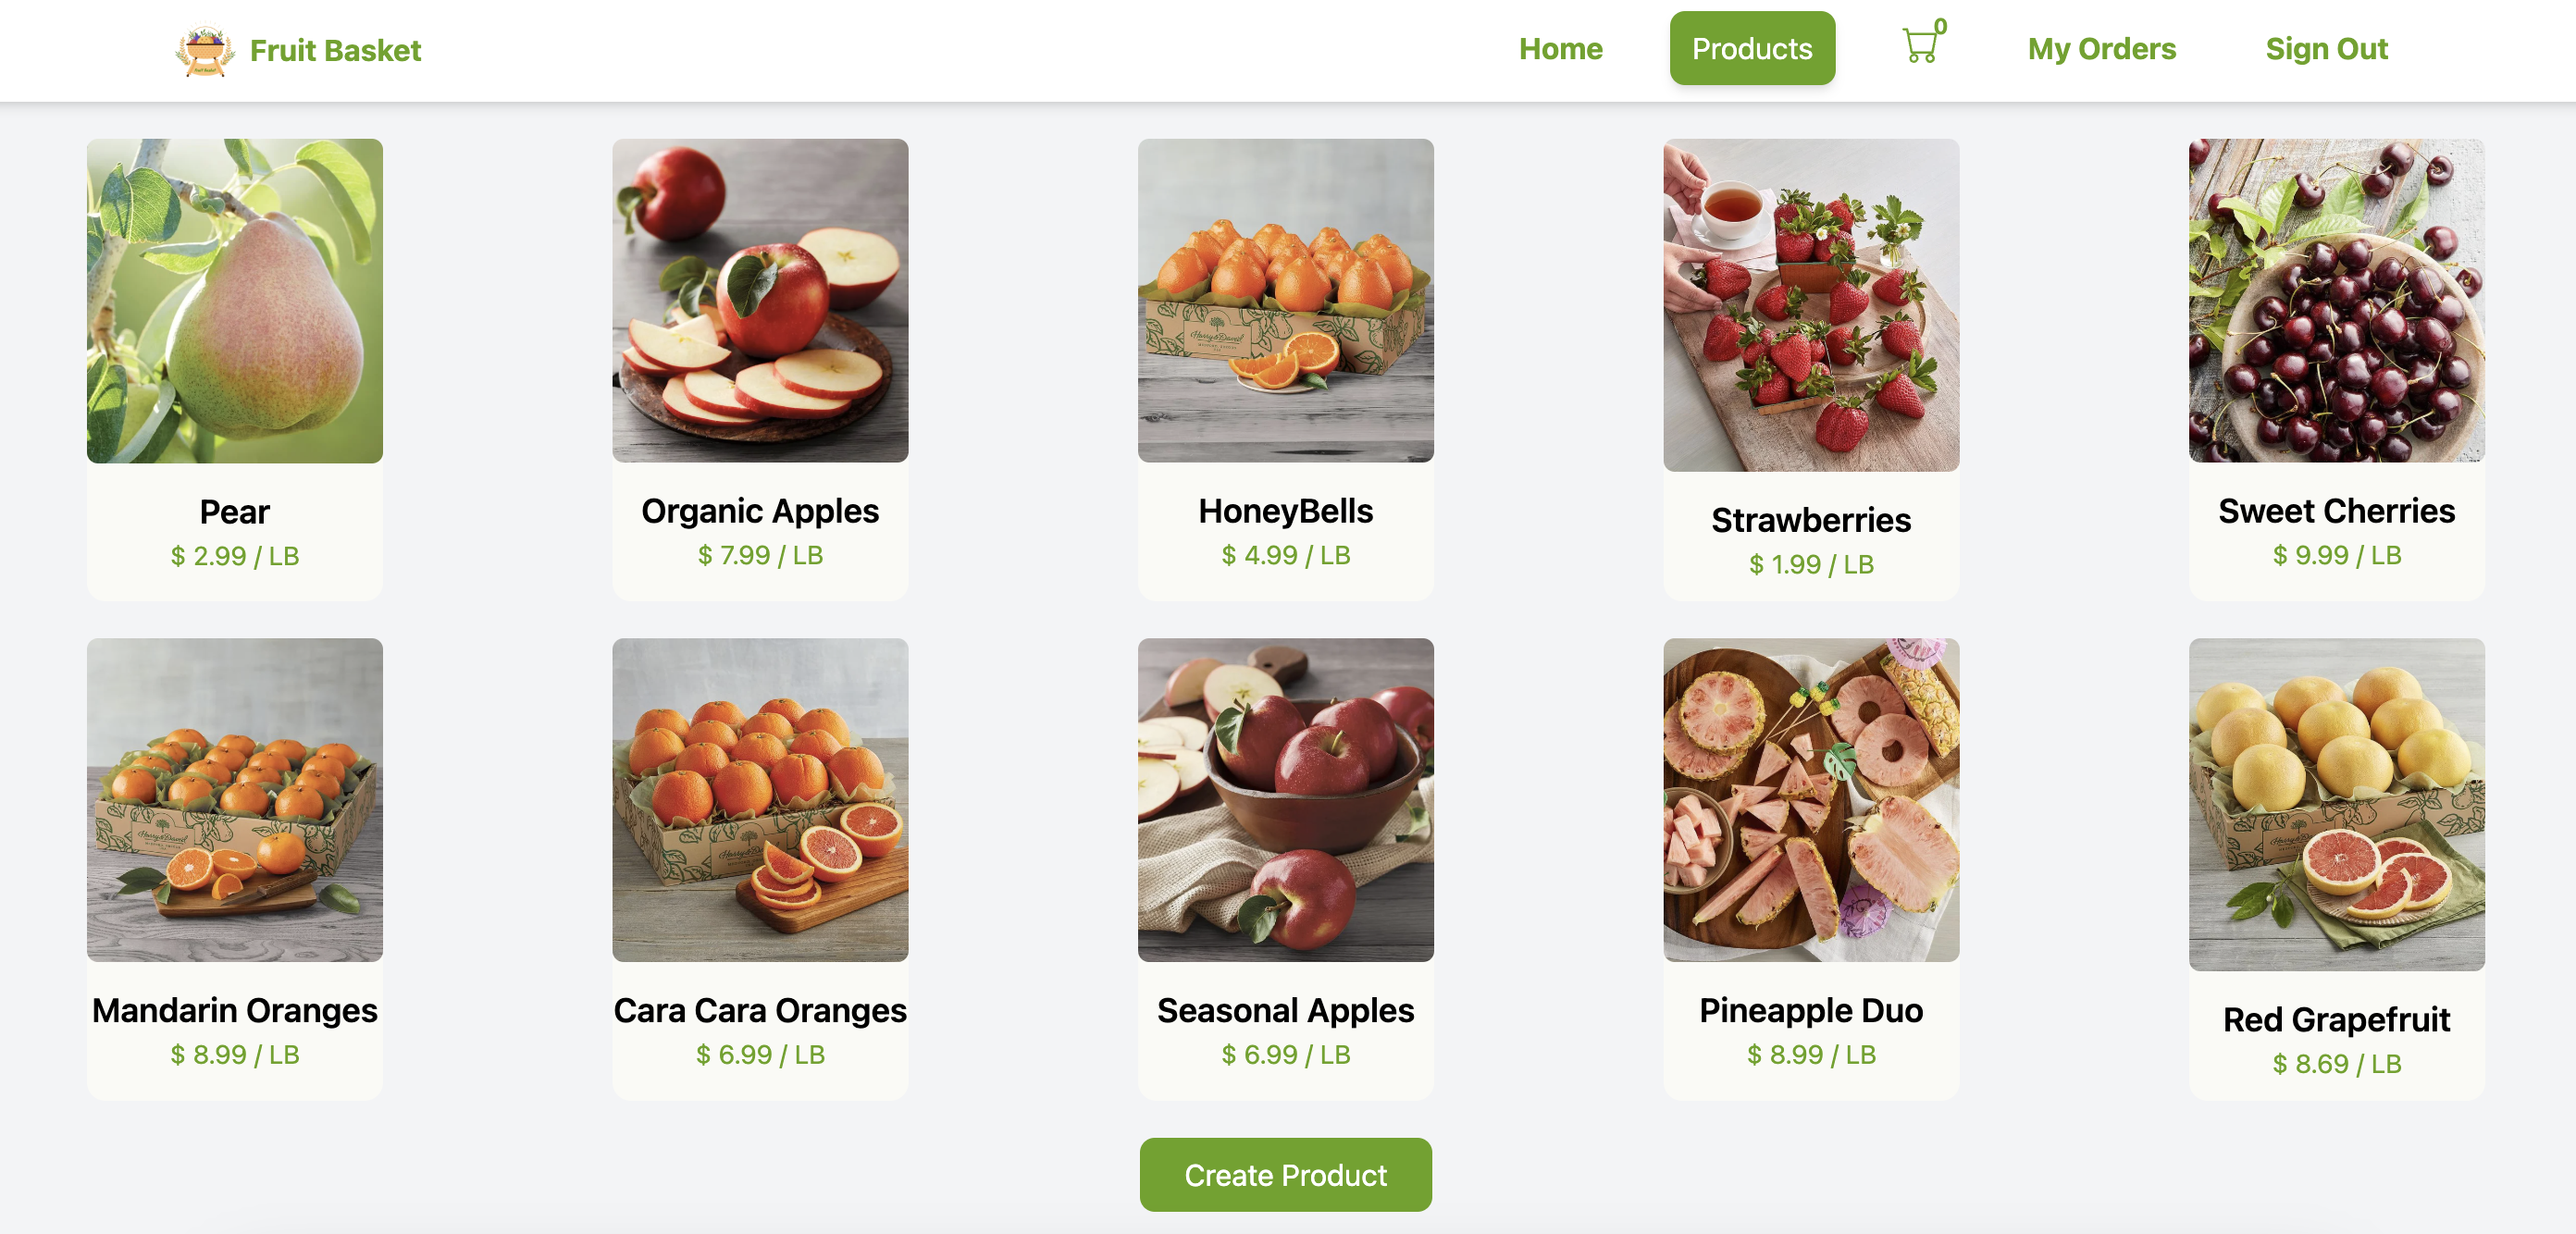 Fruit Basket
Home
Products
0
My Orders
Sign Out
Pear
$ 2.99 / LB
Organic Apples
$ 7.99 / LB
HoneyBells
$ 4.99 / LB
Strawberries
$ 1.99 / LB
Sweet Cherries
$ 9.99 / LB
Harry & David
Mandarin Oranges
$ 8.99 / LB
Cara Cara Oranges
$ 6.99 / LB
Seasonal Apples
$ 6.99 / LB
Pineapple Duo
$ 8.99 / LB
Red Grapefruit
$ 8.69 / LB
Create Product